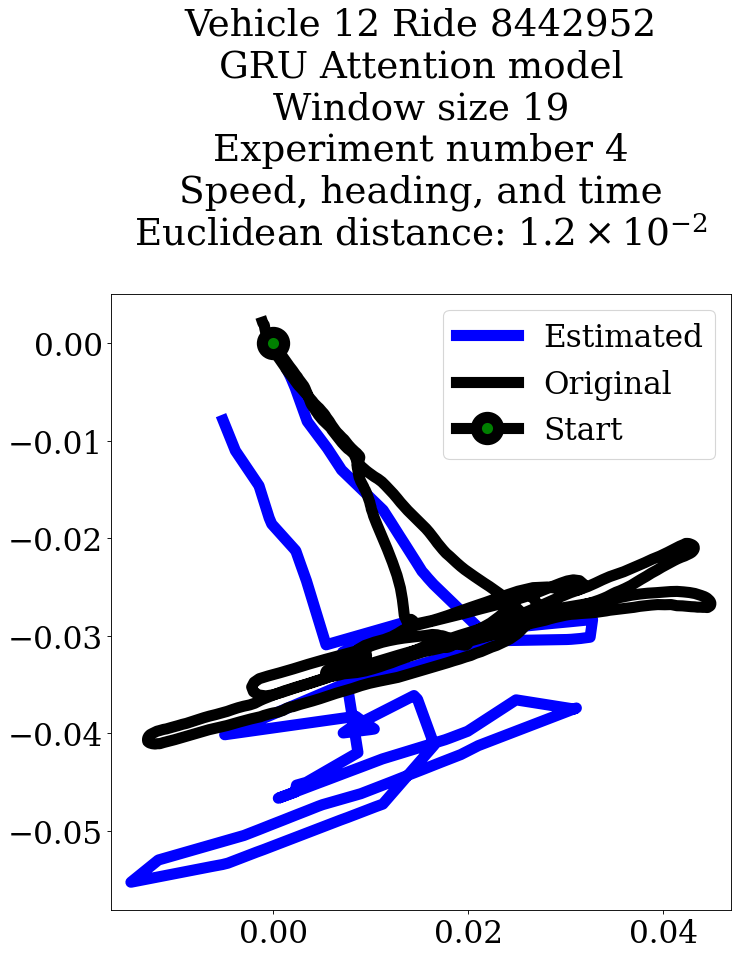 Vehicle 12 Ride 8442952
GRU Attention model
Window size 19
Experiment number 4
Speed, heading, and time
Euclidean distance: 1.2 × 10⁻²
Estimated
Original
Start
0.00
−0.01
−0.02
−0.03
−0.04
−0.05
0.00 0.02 0.04